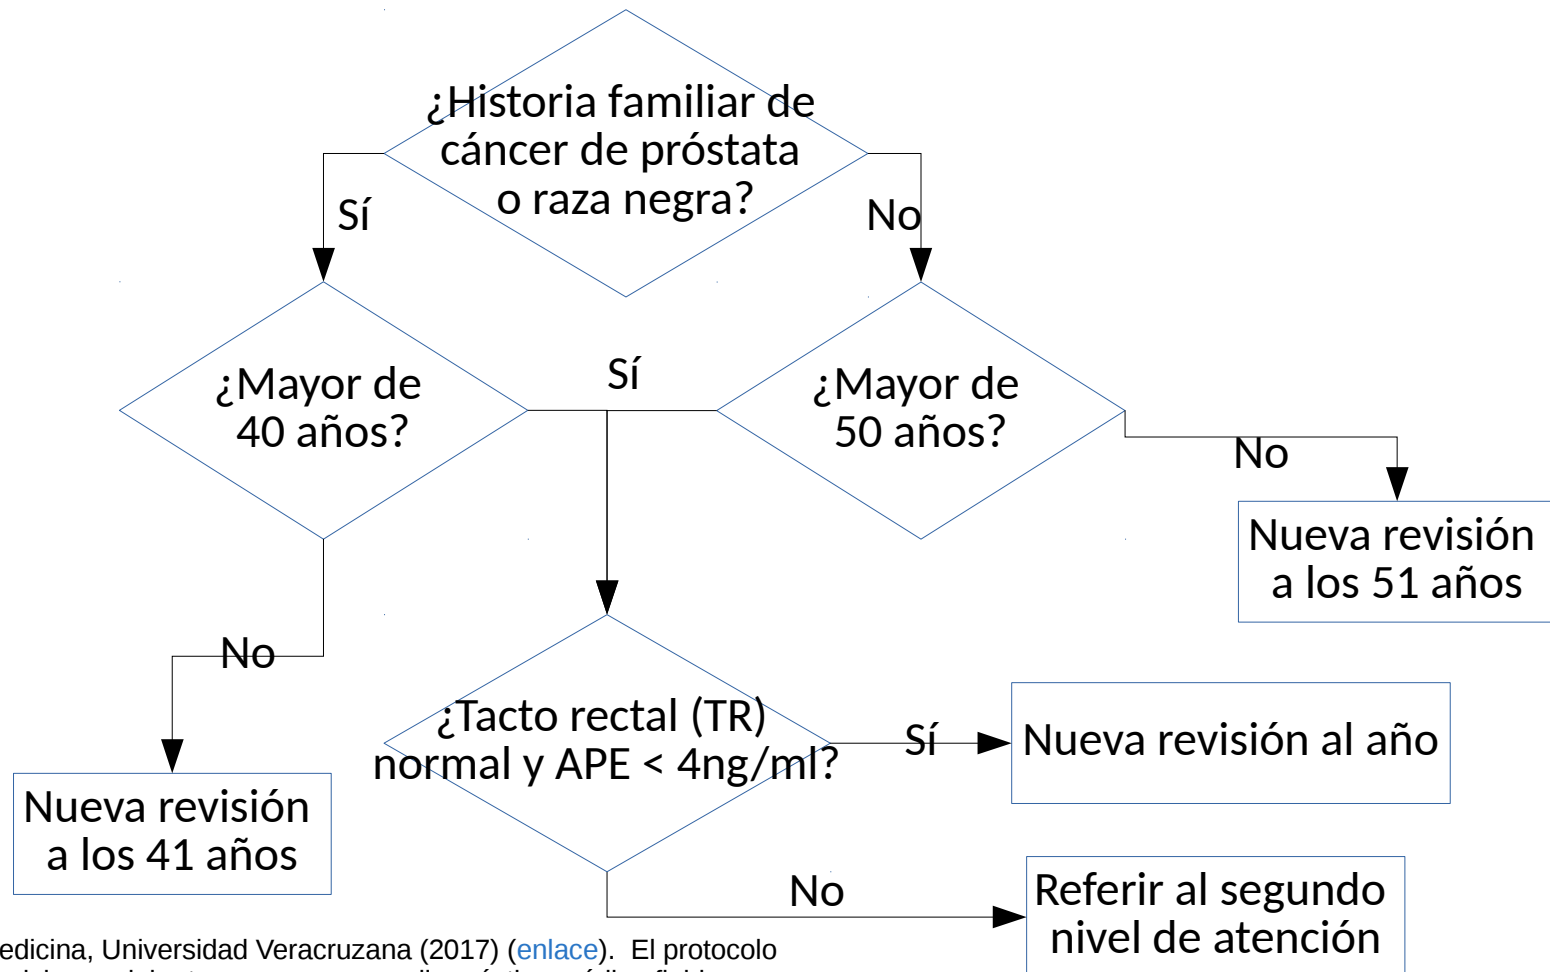 ¿Historia familiar de
cáncer de próstata
o raza negra?
Sí
No
¿Mayor de
40 años?
Sí
¿Mayor de
50 años?
No
Nueva revisión
a los 51 años
No
¿Tacto rectal (TR)
normal y APE < 4ng/ml?
Sí
Nueva revisión al año
Nueva revisión
a los 41 años
No
Referir al segundo
nivel de atención
edicina, Universidad Veracruzana (2017) (enlace). El protocolo